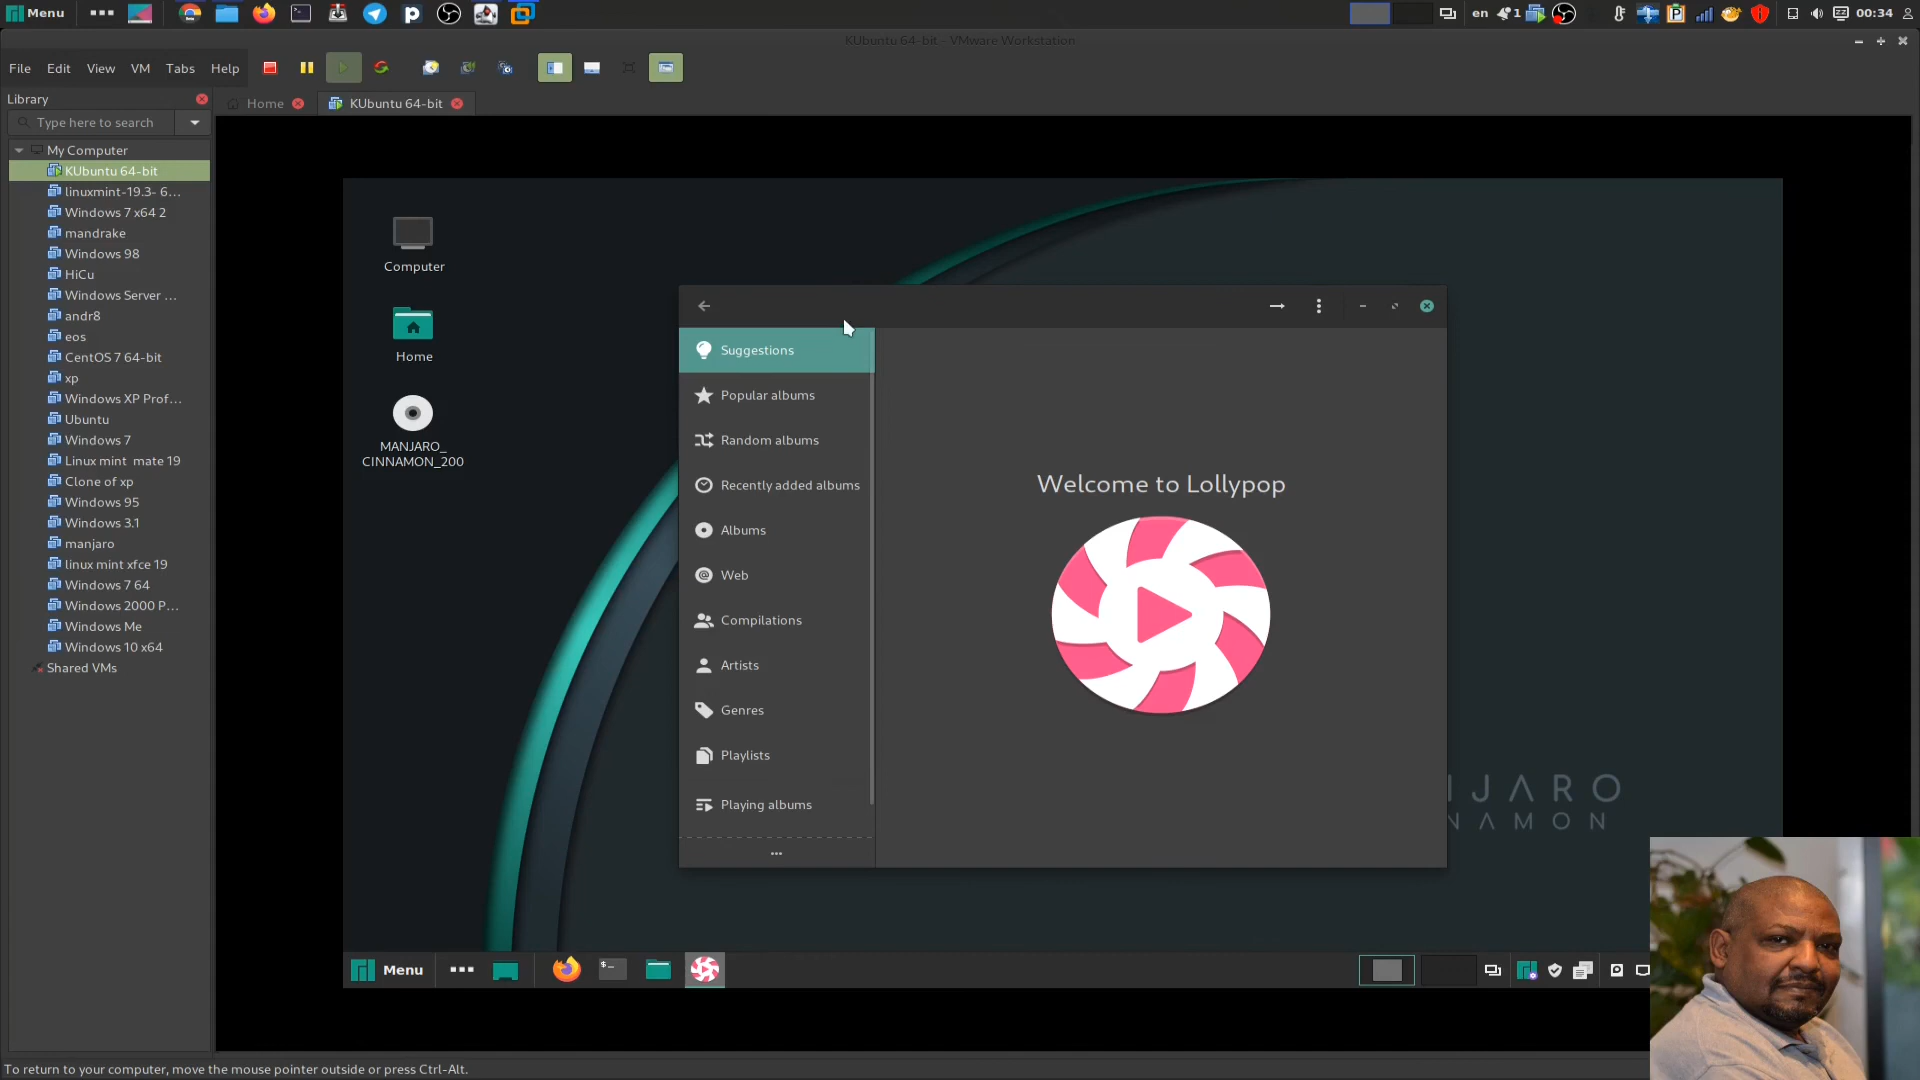 Menu
en
1
00:34
KUbuntu 64-bit - VMware Workstation
File Edit View VM Tabs Help
Library
Home
KUbuntu 64-bit
Type here to search
My Computer
KUbuntu 64-bit
linuxmint-19.3- 6...
Windows 7 x64 2
mandrake
Windows 98
HiCu
Windows Server ...
andr8
eos
CentOS 7 64-bit
xp
Windows XP Prof...
Ubuntu
Windows 7
Linux mint mate 19
Clone of xp
Windows 95
Windows 3.1
manjaro
linux mint xfce 19
Windows 7 64
Windows 2000 P...
Windows Me
Windows 10 x64
Shared VMs
Computer
Home
MANJARO_
CINNAMON_200
Suggestions
Popular albums
Random albums
Recently added albums
Albums
Web
Compilations
Artists
Genres
Playlists
Playing albums
...
Welcome to Lollypop
JARO
NAMON
Menu
To return to your computer, move the mouse pointer outside or press Ctrl-Alt.